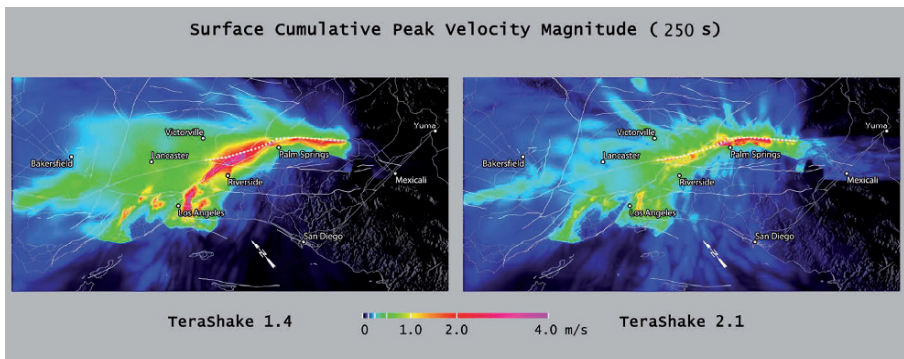 Surface Cumulative Peak Velocity Magnitude ( 250 s)
Victorville
Bakersfield
Lancaster
Palm Springs
Yuma
Riverside
Mexicali
Los Angeles
San Diego
N
Victorville
Bakersfield
Lancaster
Palm Springs
Yuma
Riverside
Mexicali
Los Angeles
San Diego
N
TeraShake 1.4
0 1.0 2.0 4.0 m/s
TeraShake 2.1